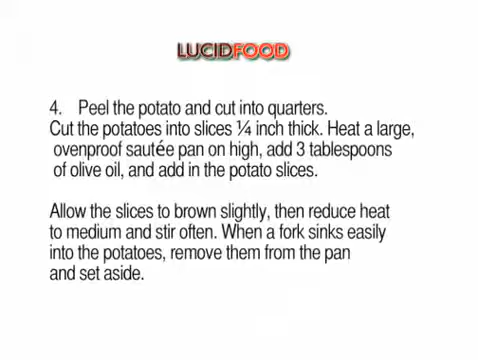 LUCIDFOOD
4. Peel the potato and cut into quarters.
Cut the potatoes into slices ¼ inch thick. Heat a large,
ovenproof sautée pan on high, add 3 tablespoons
of olive oil, and add in the potato slices.
Allow the slices to brown slightly, then reduce heat
to medium and stir often. When a fork sinks easily
into the potatoes, remove them from the pan
and set aside.